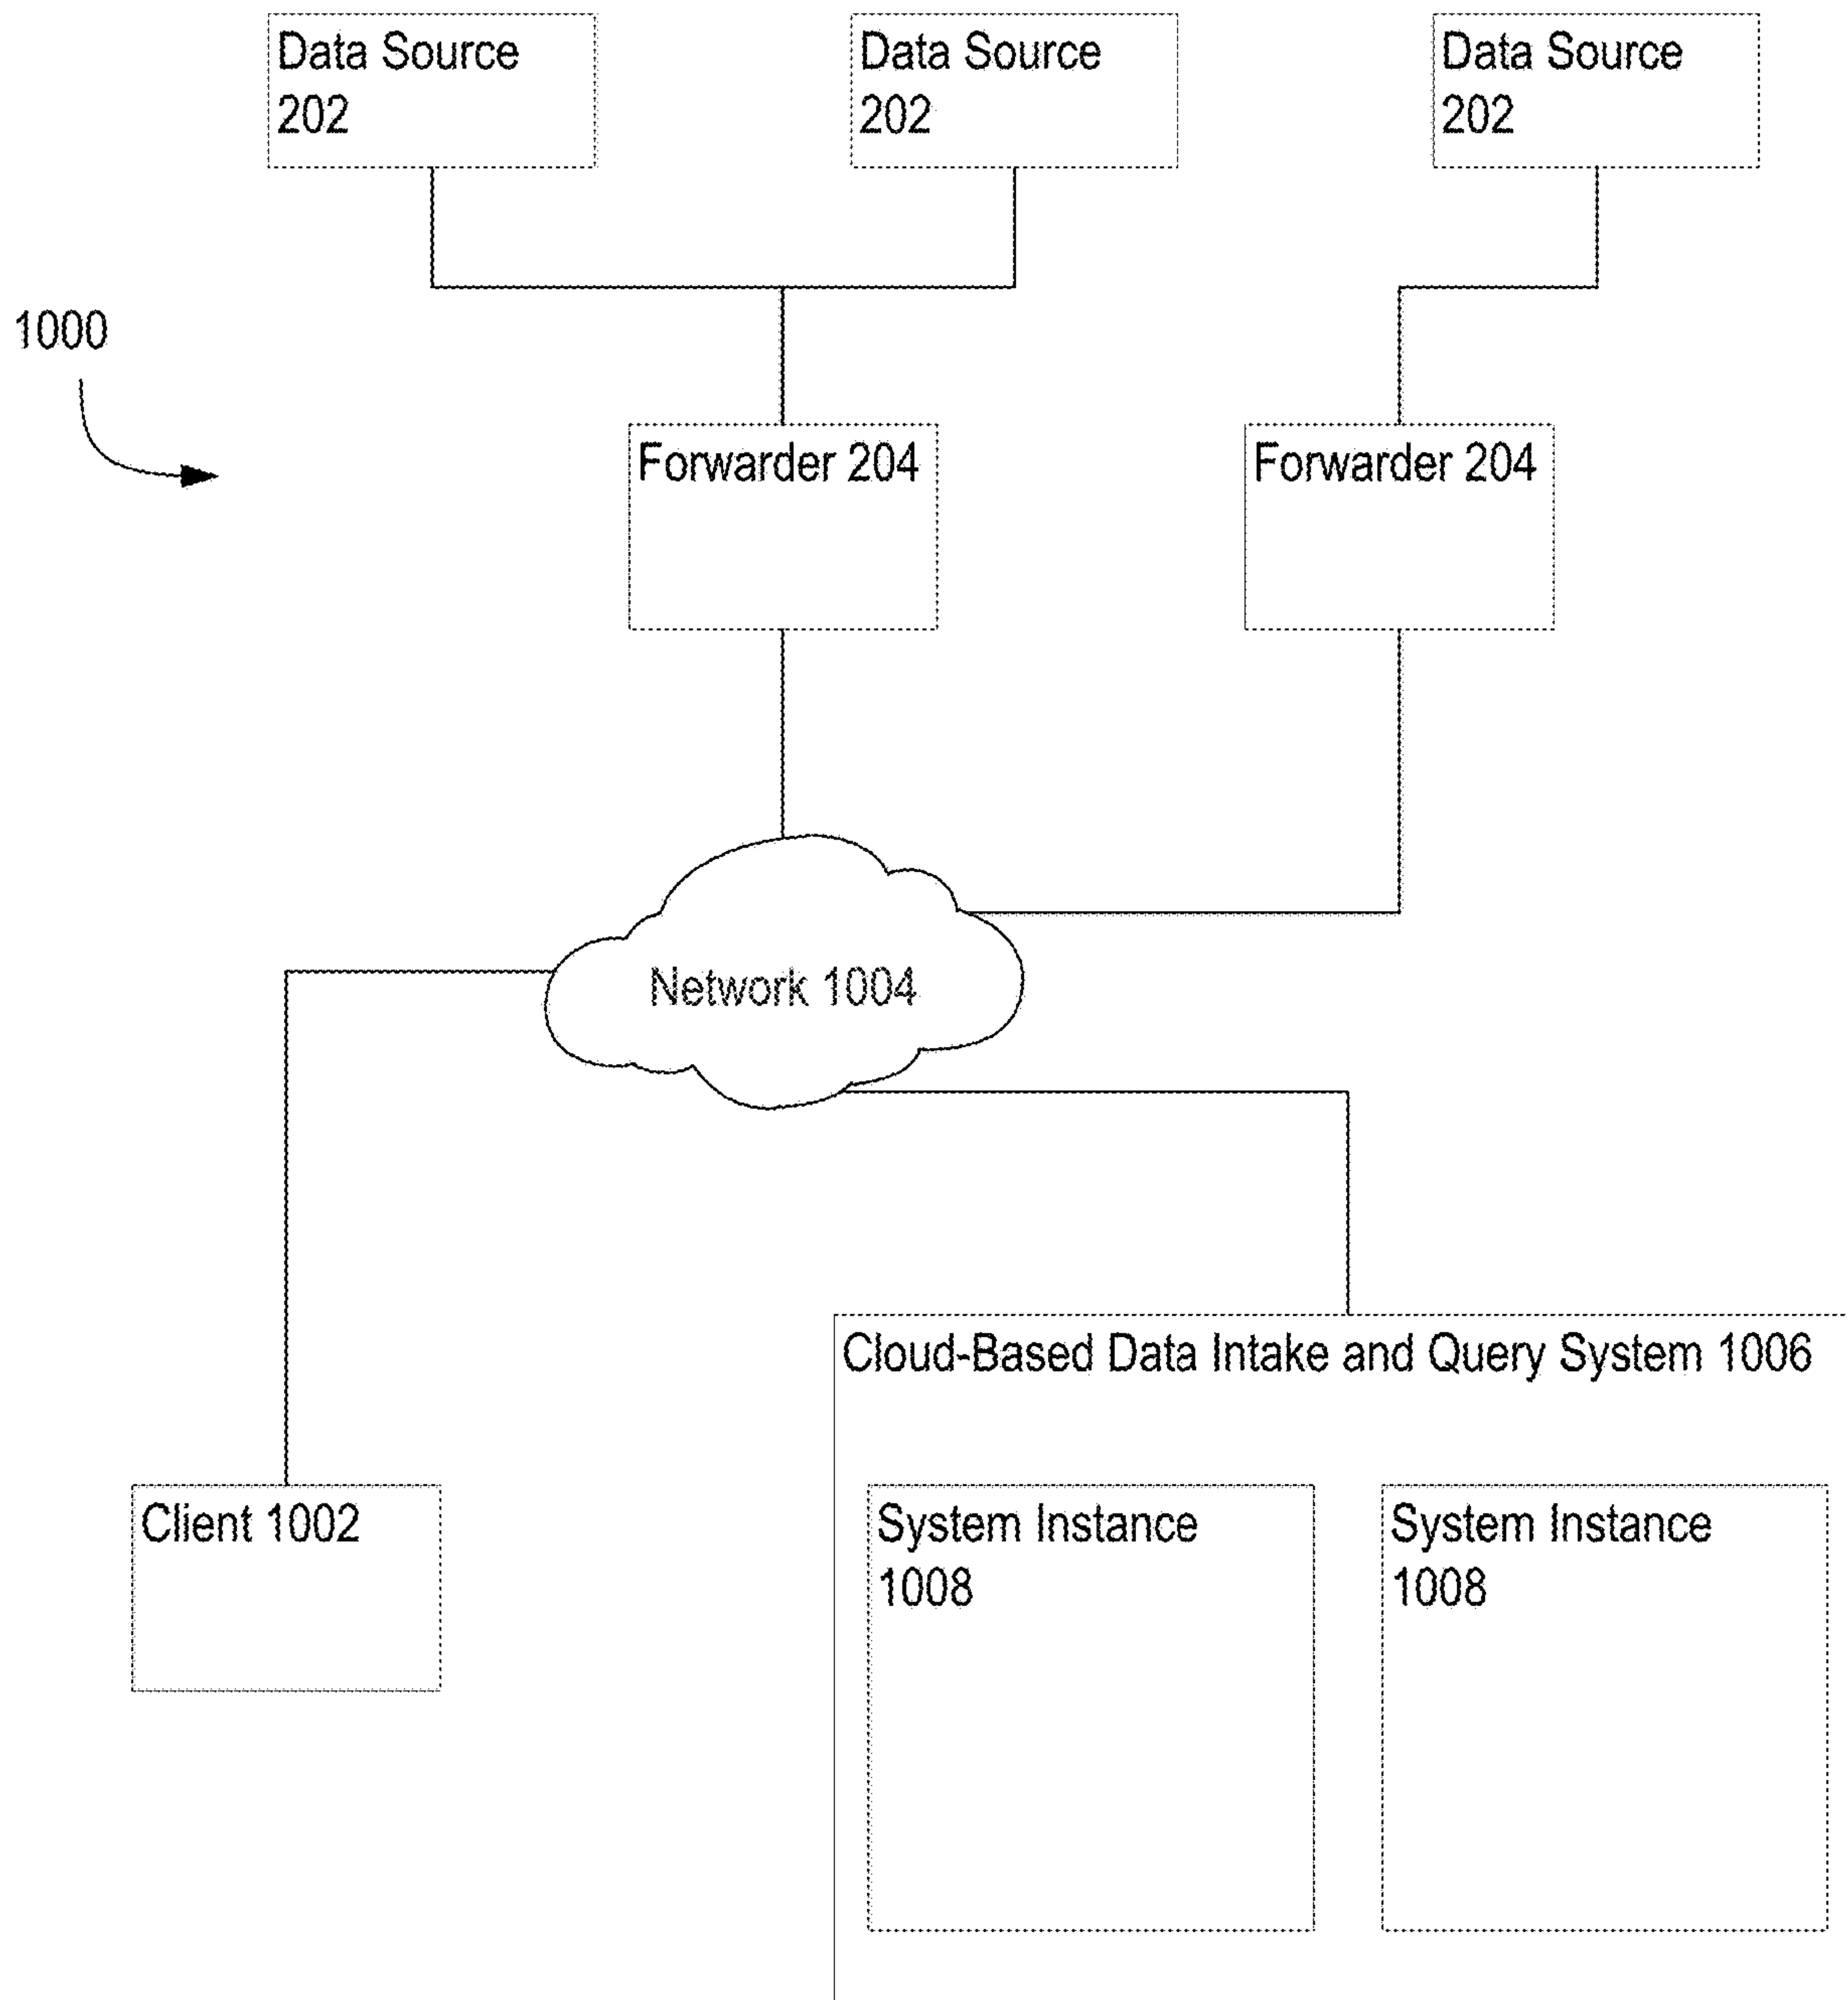 Data Source
202
Data Source
202
Data Source
202
1000
Forwarder 204
Forwarder 204
Network 1004
Cloud-Based Data Intake and Query System 1006
Client 1002
System Instance
1008
System Instance
1008